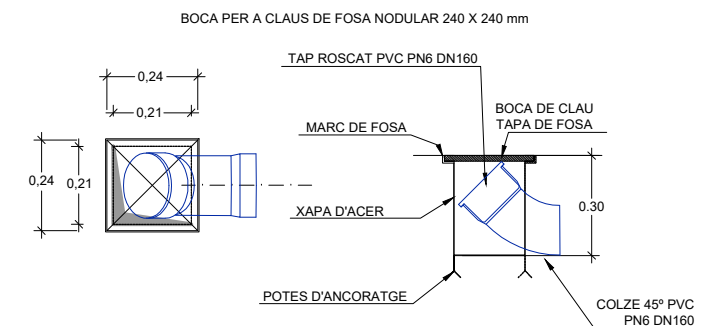 BOCA PER A CLAUS DE FOSA NODULAR 240 X 240 mm
TAP ROSCAT PVC PN6 DN160
0,24
0,21
BOCA DE CLAU
TAPA DE FOSA
MARC DE FOSA
0,24
0,21
0.30
XAPA D'ACER
POTES D'ANCORATGE
COLZE 45º PVC
PN6 DN160